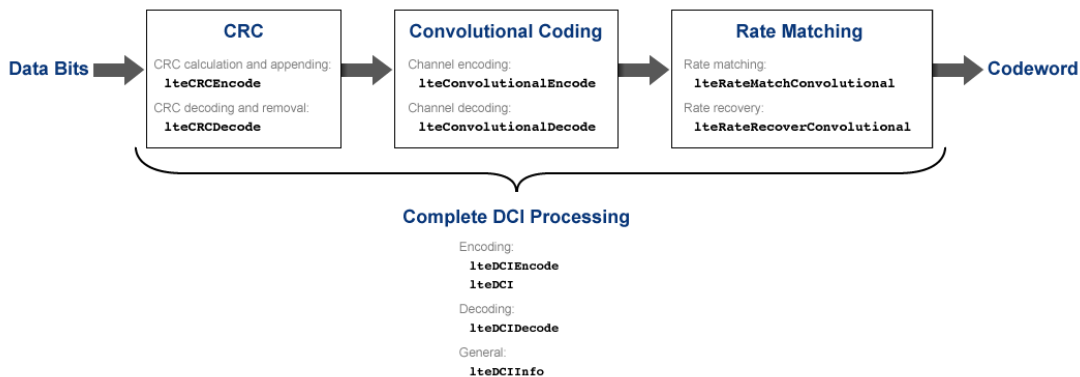 Data Bits
CRC
CRC calculation and appending:
lteCRCEncode
CRC decoding and removal:
lteCRCDecode
Convolutional Coding
Channel encoding:
lteConvolutionalEncode
Channel decoding:
lteConvolutionalDecode
Rate Matching
Rate matching:
lteRateMatchConvolutional
Rate recovery:
lteRateRecoverConvolutional
Codeword
Complete DCI Processing
Encoding:
lteDCIEncode
lteDCI
Decoding:
lteDCIDecode
General:
lteDCIInfo